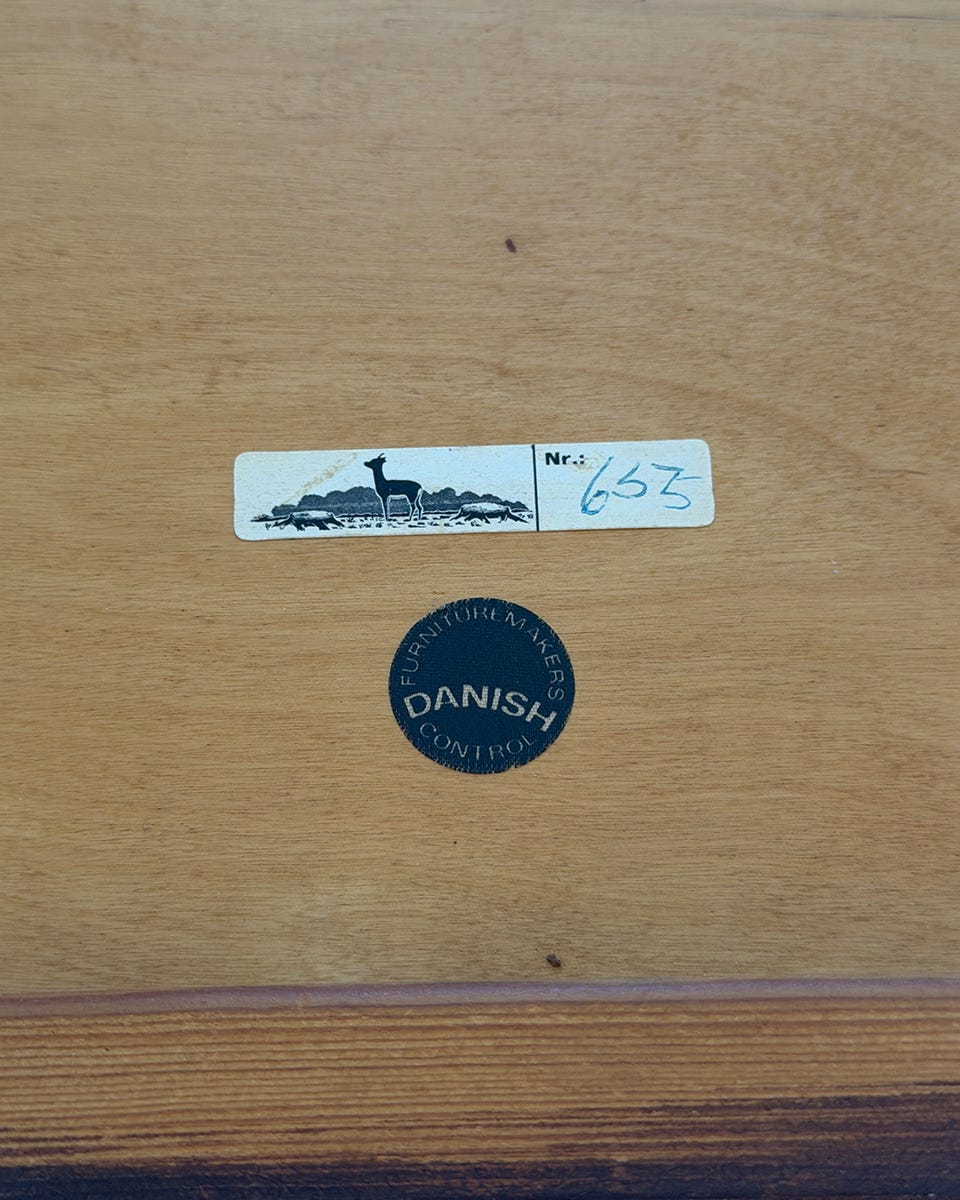 Nr.: 655
FURNITUREMAKERS
DANISH
CONTROL